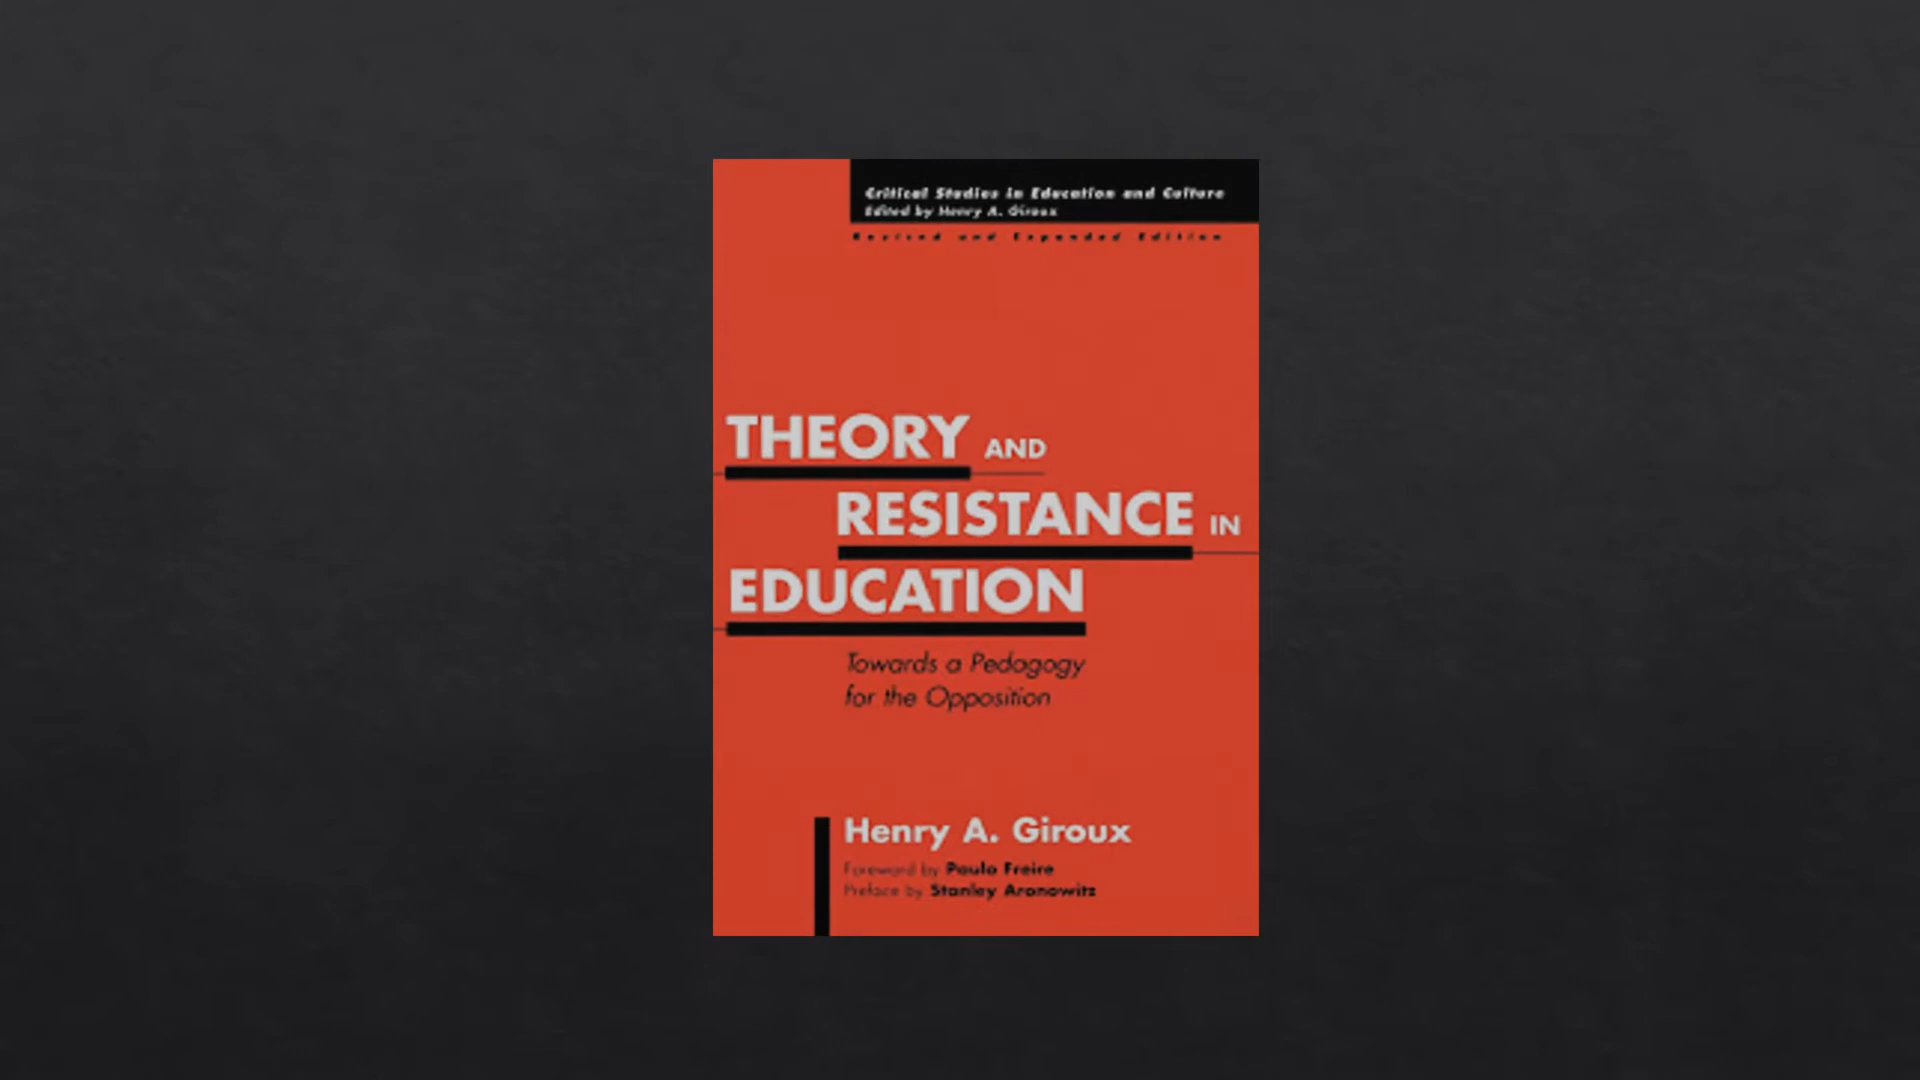 Critical Studies in Education and Culture
Edited by Henry A. Giroux
Revised and Expanded Edition
THEORY AND
RESISTANCE IN
EDUCATION
Towards a Pedagogy
for the Opposition
Henry A. Giroux
Foreword by Paulo Freire
Preface by Stanley Aronowitz